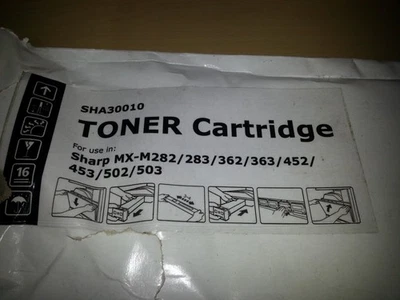 SHA30010
TONER Cartridge
For use in:
Sharp MX-M282/283/362/363/452/
453/502/503
16